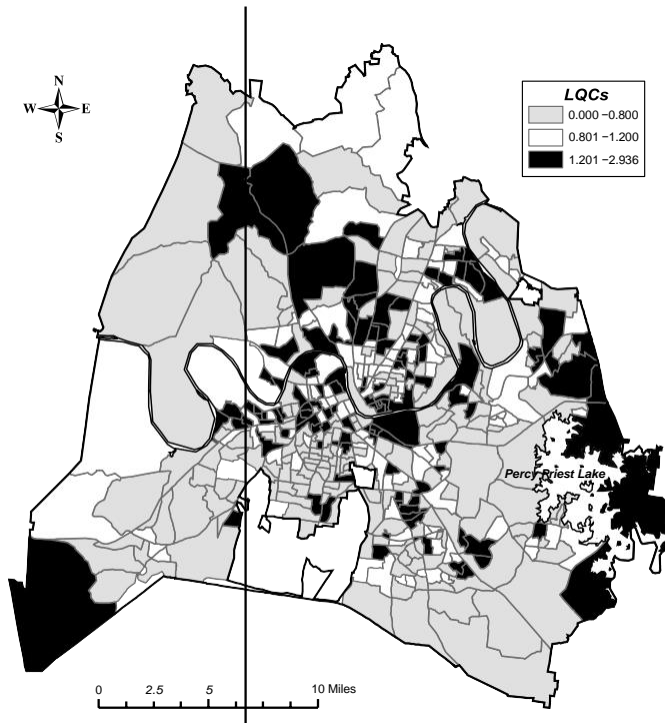 N
W E
S
LQCs
0.000 –0.800
0.801 –1.200
1.201 –2.936
Percy Priest Lake
0 2.5 5 10 Miles